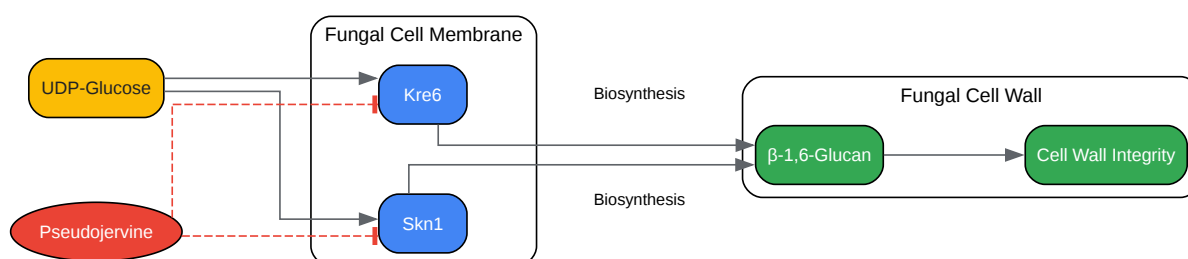 Fungal Cell Membrane
UDP-Glucose
Kre6
Biosynthesis
Fungal Cell Wall
β-1,6-Glucan
Cell Wall Integrity
Biosynthesis
Pseudojervine
Skn1